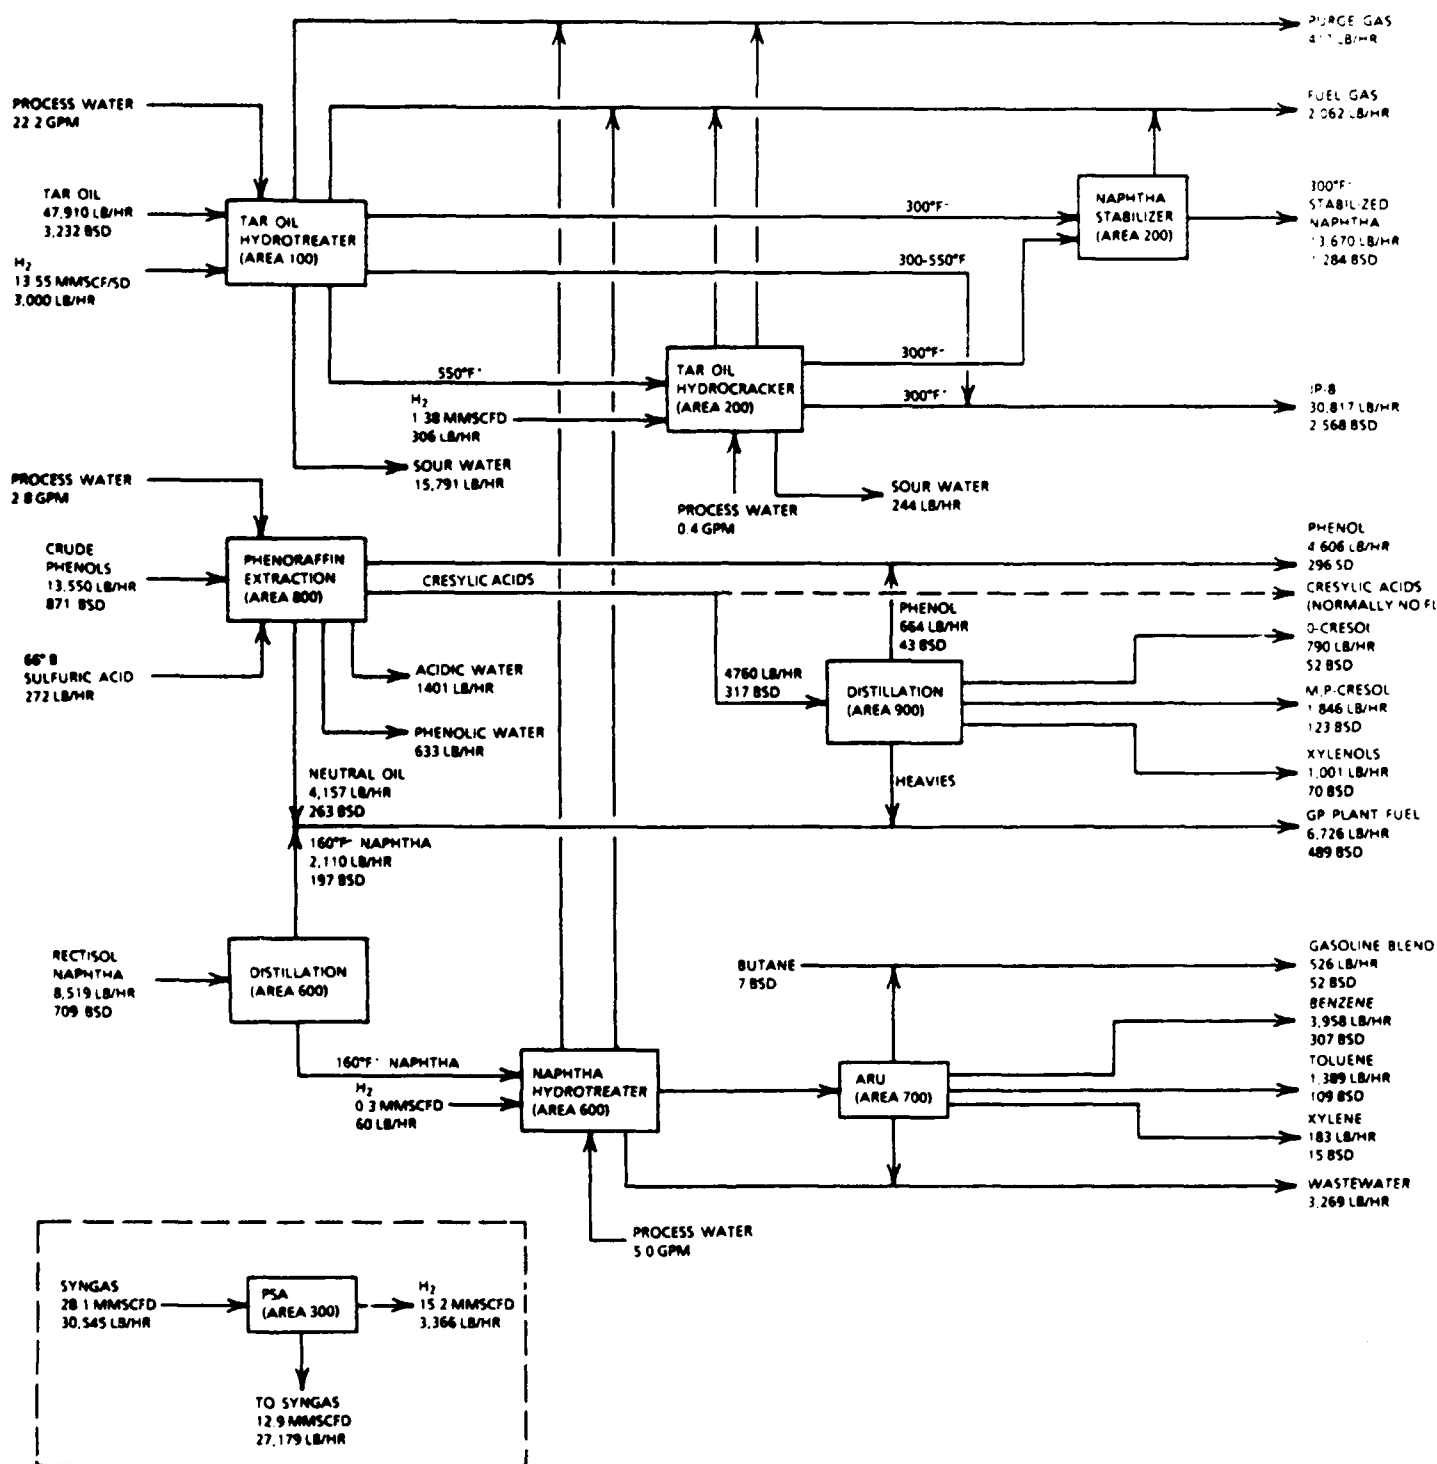 PURGE GAS
LB/HR
PROCESS WATER
22.2 GPM
FUEL GAS
2,062 LB/HR
TAR OIL
47,910 LB/HR
3,232 BSD
H2
13.55 MMSCF/SD
3,000 LB/HR
TAR OIL
HYDROTREATER
(AREA 100)
300°F-
300-550°F
NAPHTHA
STABILIZER
(AREA 200)
300°F-
STABILIZED
NAPHTHA
13,670 LB/HR
1,284 BSD
550°F+
H2
1.38 MMSCFD
306 LB/HR
TAR OIL
HYDROCRACKER
(AREA 200)
300°F-
300°F+
JP-8
30,817 LB/HR
2,568 BSD
SOUR WATER
15,791 LB/HR
PROCESS WATER
0.4 GPM
SOUR WATER
244 LB/HR
PROCESS WATER
2.8 GPM
CRUDE
PHENOLS
13,550 LB/HR
871 BSD
66° B
SULFURIC ACID
272 LB/HR
PHENORAFFIN
EXTRACTION
(AREA 800)
CRESYLIC ACIDS
PHENOL
4,606 LB/HR
296 SD
CRESYLIC ACIDS
(NORMALLY NO FL
PHENOL
664 LB/HR
43 BSD
O-CRESOL
790 LB/HR
52 BSD
ACIDIC WATER
1401 LB/HR
4760 LB/HR
317 BSD
DISTILLATION
(AREA 900)
M,P-CRESOL
1,846 LB/HR
123 BSD
PHENOLIC WATER
633 LB/HR
XYLENOLS
1,001 LB/HR
70 BSD
NEUTRAL OIL
4,157 LB/HR
263 BSD
HEAVIES
GP PLANT FUEL
6,726 LB/HR
489 BSD
160°F- NAPHTHA
2,110 LB/HR
197 BSD
RECTISOL
NAPHTHA
8,519 LB/HR
709 BSD
DISTILLATION
(AREA 600)
BUTANE
7 BSD
GASOLINE BLEND
526 LB/HR
52 BSD
BENZENE
3,958 LB/HR
307 BSD
160°F+ NAPHTHA
H2
0.3 MMSCFD
60 LB/HR
NAPHTHA
HYDROTREATER
(AREA 600)
ARU
(AREA 700)
TOLUENE
1,389 LB/HR
109 BSD
XYLENE
183 LB/HR
15 BSD
WASTEWATER
3,269 LB/HR
PROCESS WATER
5.0 GPM
SYNGAS
28.1 MMSCFD
30,545 LB/HR
PSA
(AREA 300)
H2
15.2 MMSCFD
3,366 LB/HR
TO SYNGAS
12.9 MMSCFD
27,179 LB/HR